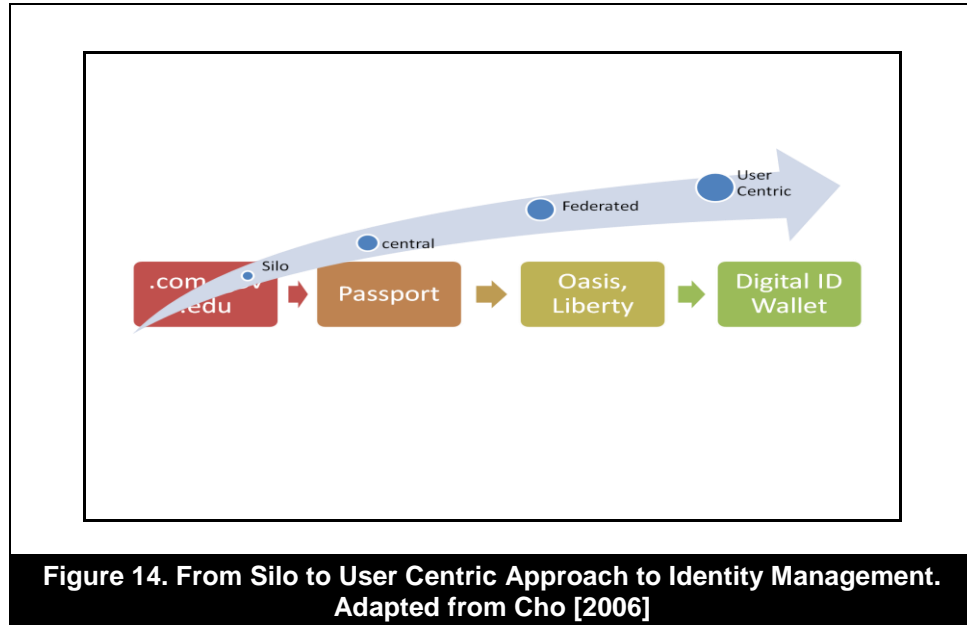 User
Centric
Federated
central
Silo
.com
.edu
Passport
Oasis,
Liberty
Digital ID
Wallet
Figure 14. From Silo to User Centric Approach to Identity Management.
Adapted from Cho [2006]